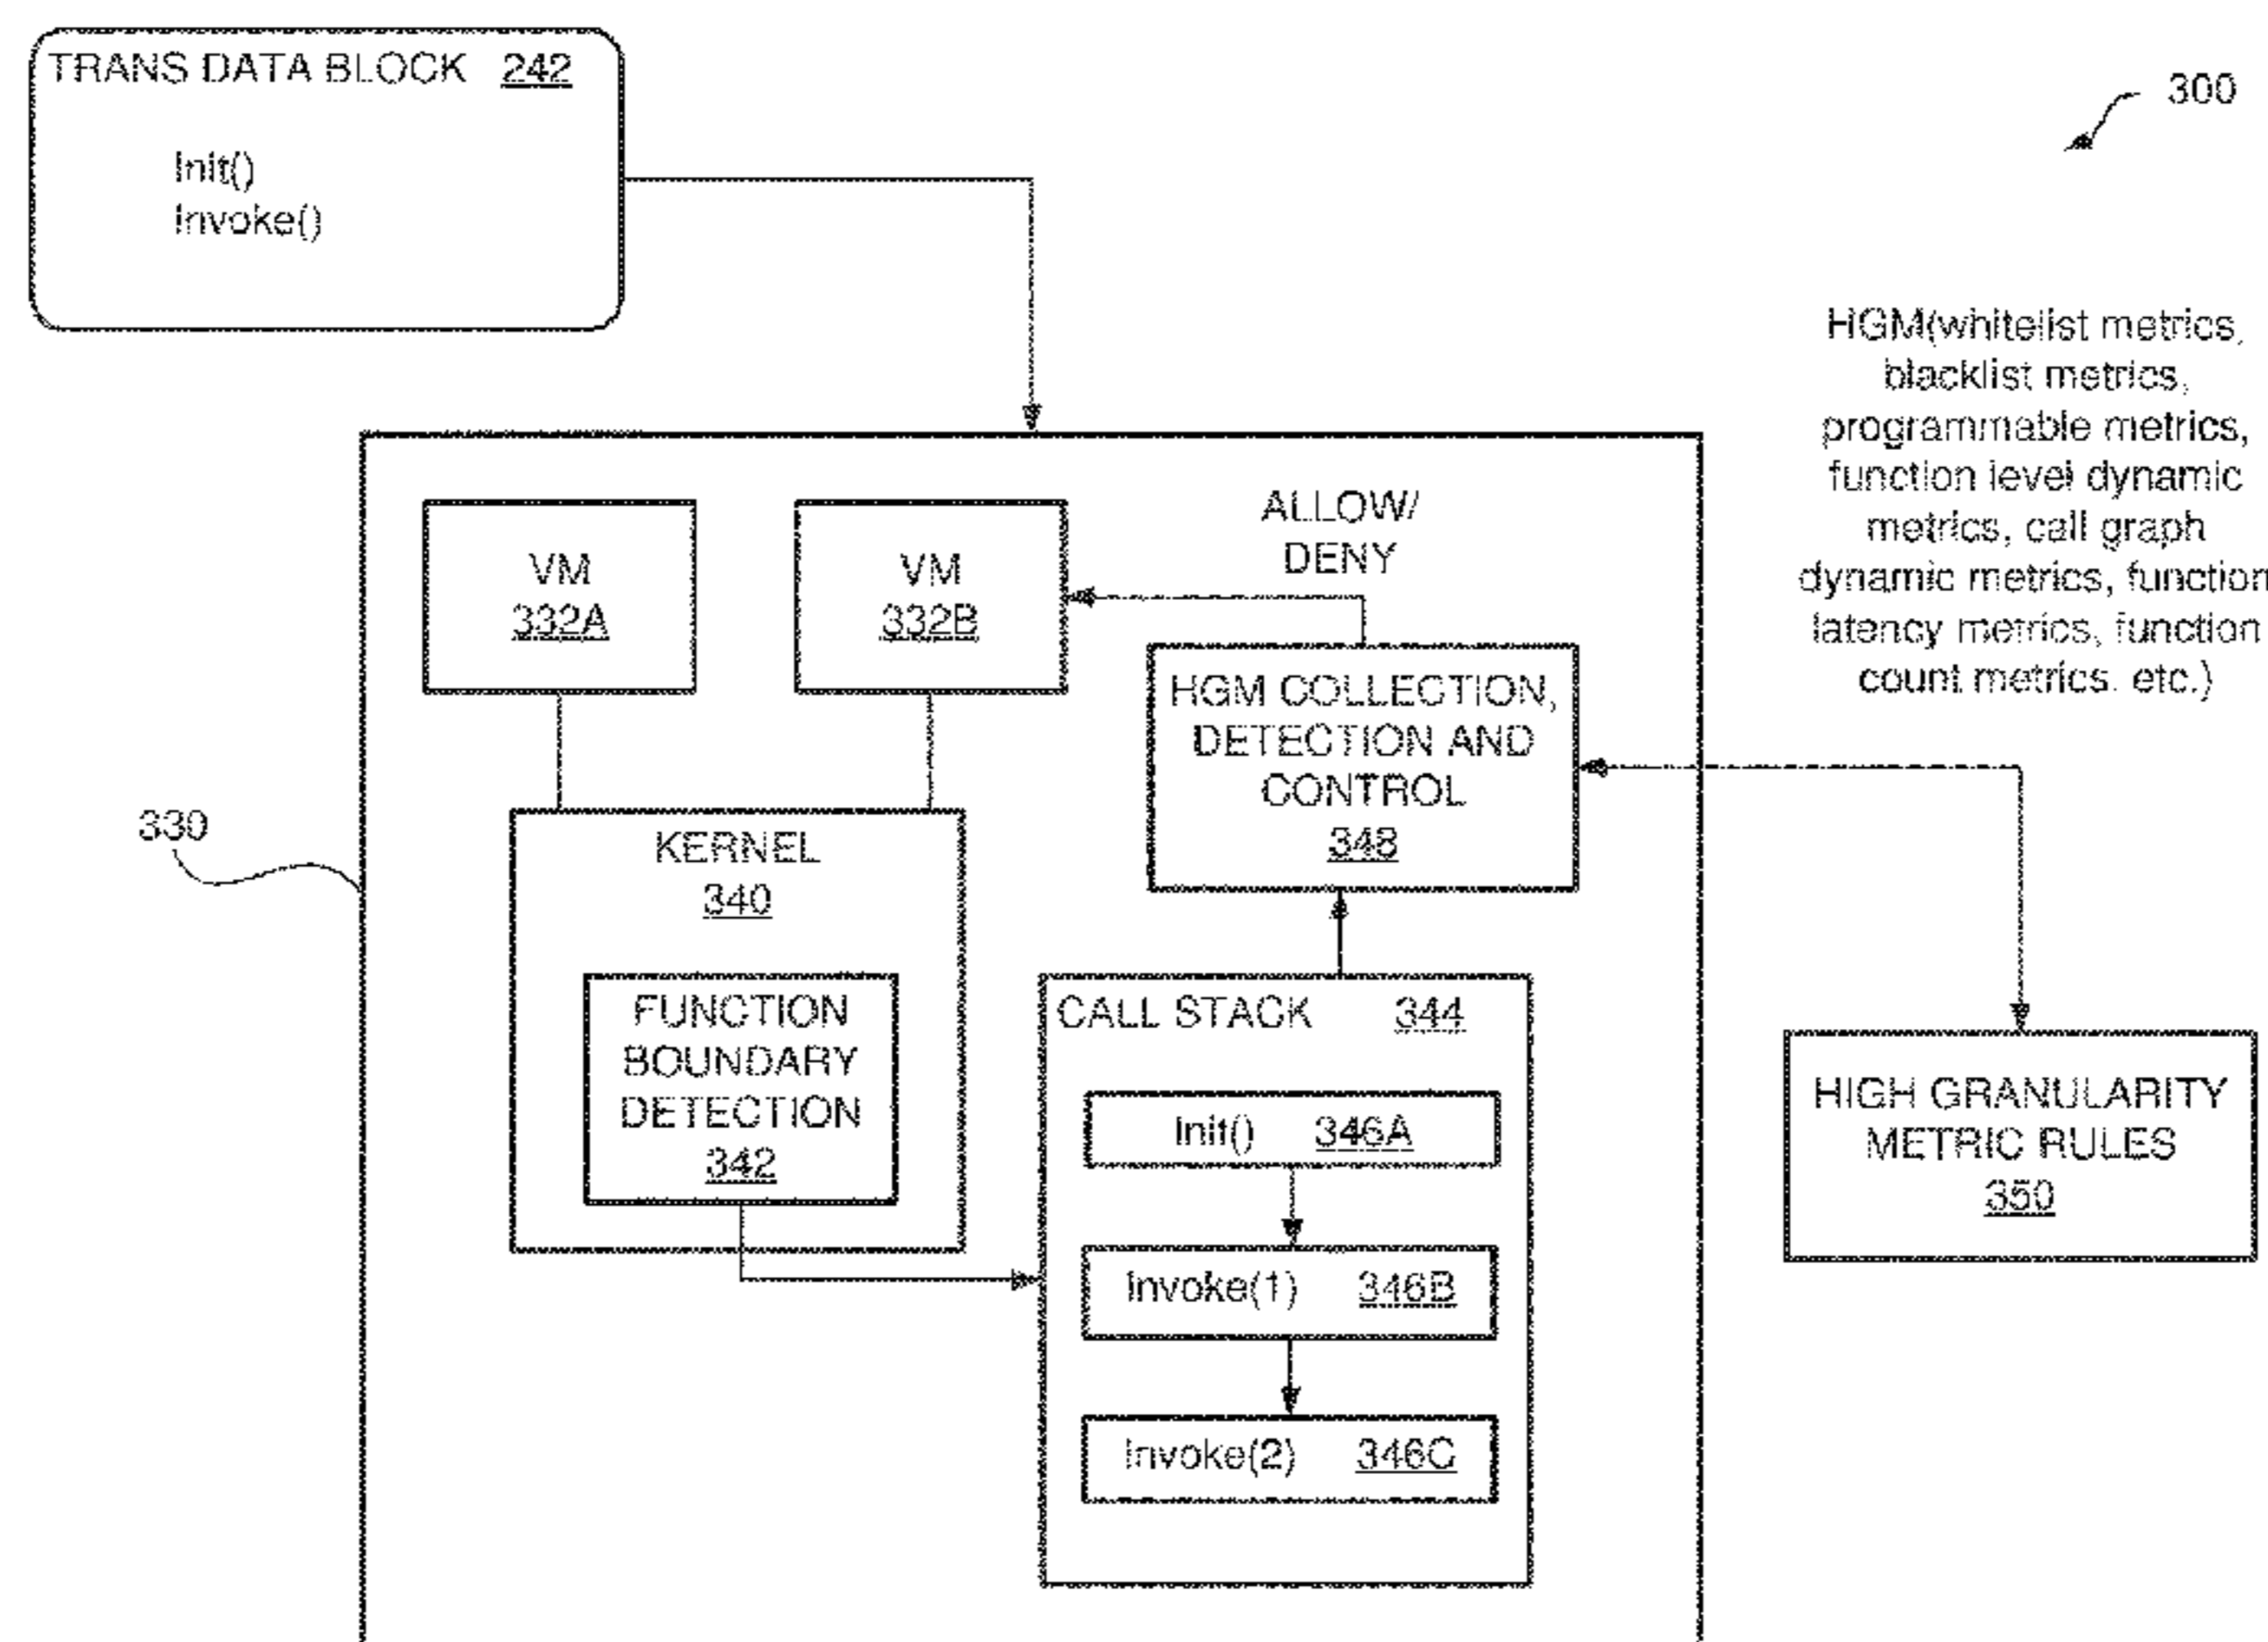 TRANS DATA BLOCK 242
Init()
Invoke()
300
HGM(whitelist metrics,
blacklist metrics,
programmable metrics,
function level dynamic
metrics, call graph
dynamic metrics, function
latency metrics, function
count metrics. etc.)
ALLOW/
DENY
VM
332A
VM
332B
HGM COLLECTION,
DETECTION AND
CONTROL
348
330
KERNEL
340
FUNCTION
BOUNDARY
DETECTION
342
CALL STACK 344
Init() 346A
Invoke(1) 346B
Invoke(2) 346C
HIGH GRANULARITY
METRIC RULES
350